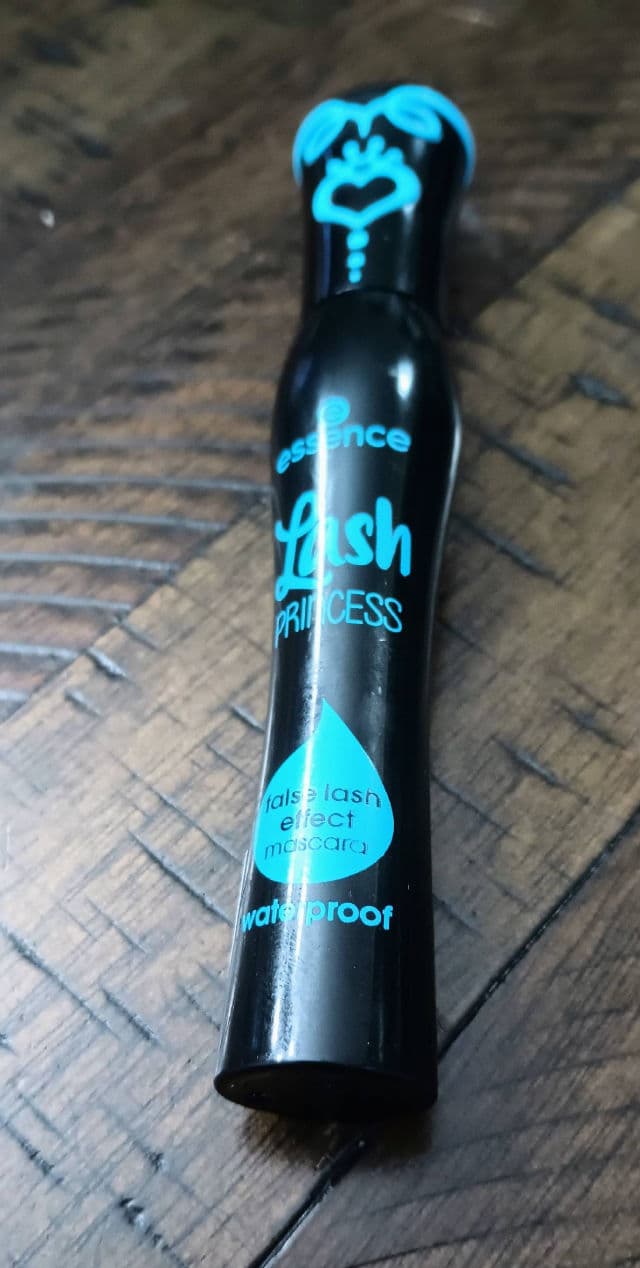 essence
Lash
PRINCESS
false lash
effect
mascara
waterproof